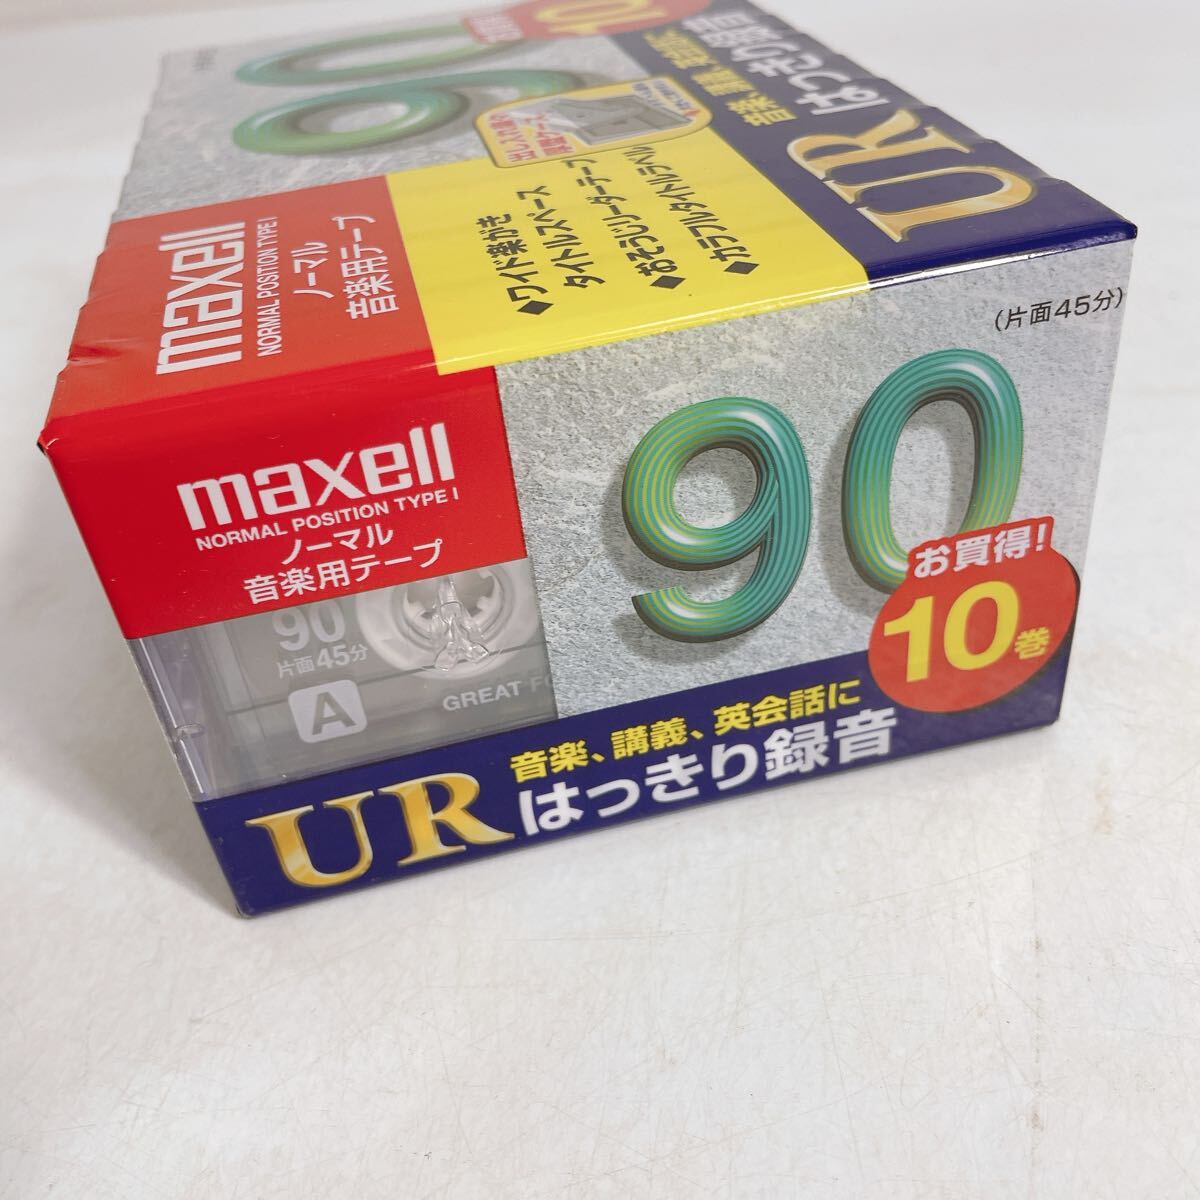 90
10
UR
はっきり録音
音楽、講義、英会話に
maxell
NORMAL POSITION TYPE I
ノーマル
音楽用テープ
◆ワイド楽がき
タイトルスペース
◆おそうじリーダーテープ
◆カラフルタイトルラベル
(片面45分)
maxell
NORMAL POSITION TYPE I
ノーマル
音楽用テープ
90
片面45分
A
GREAT FO
90
お買得!
10巻
音楽、講義、英会話に
UR はっきり録音